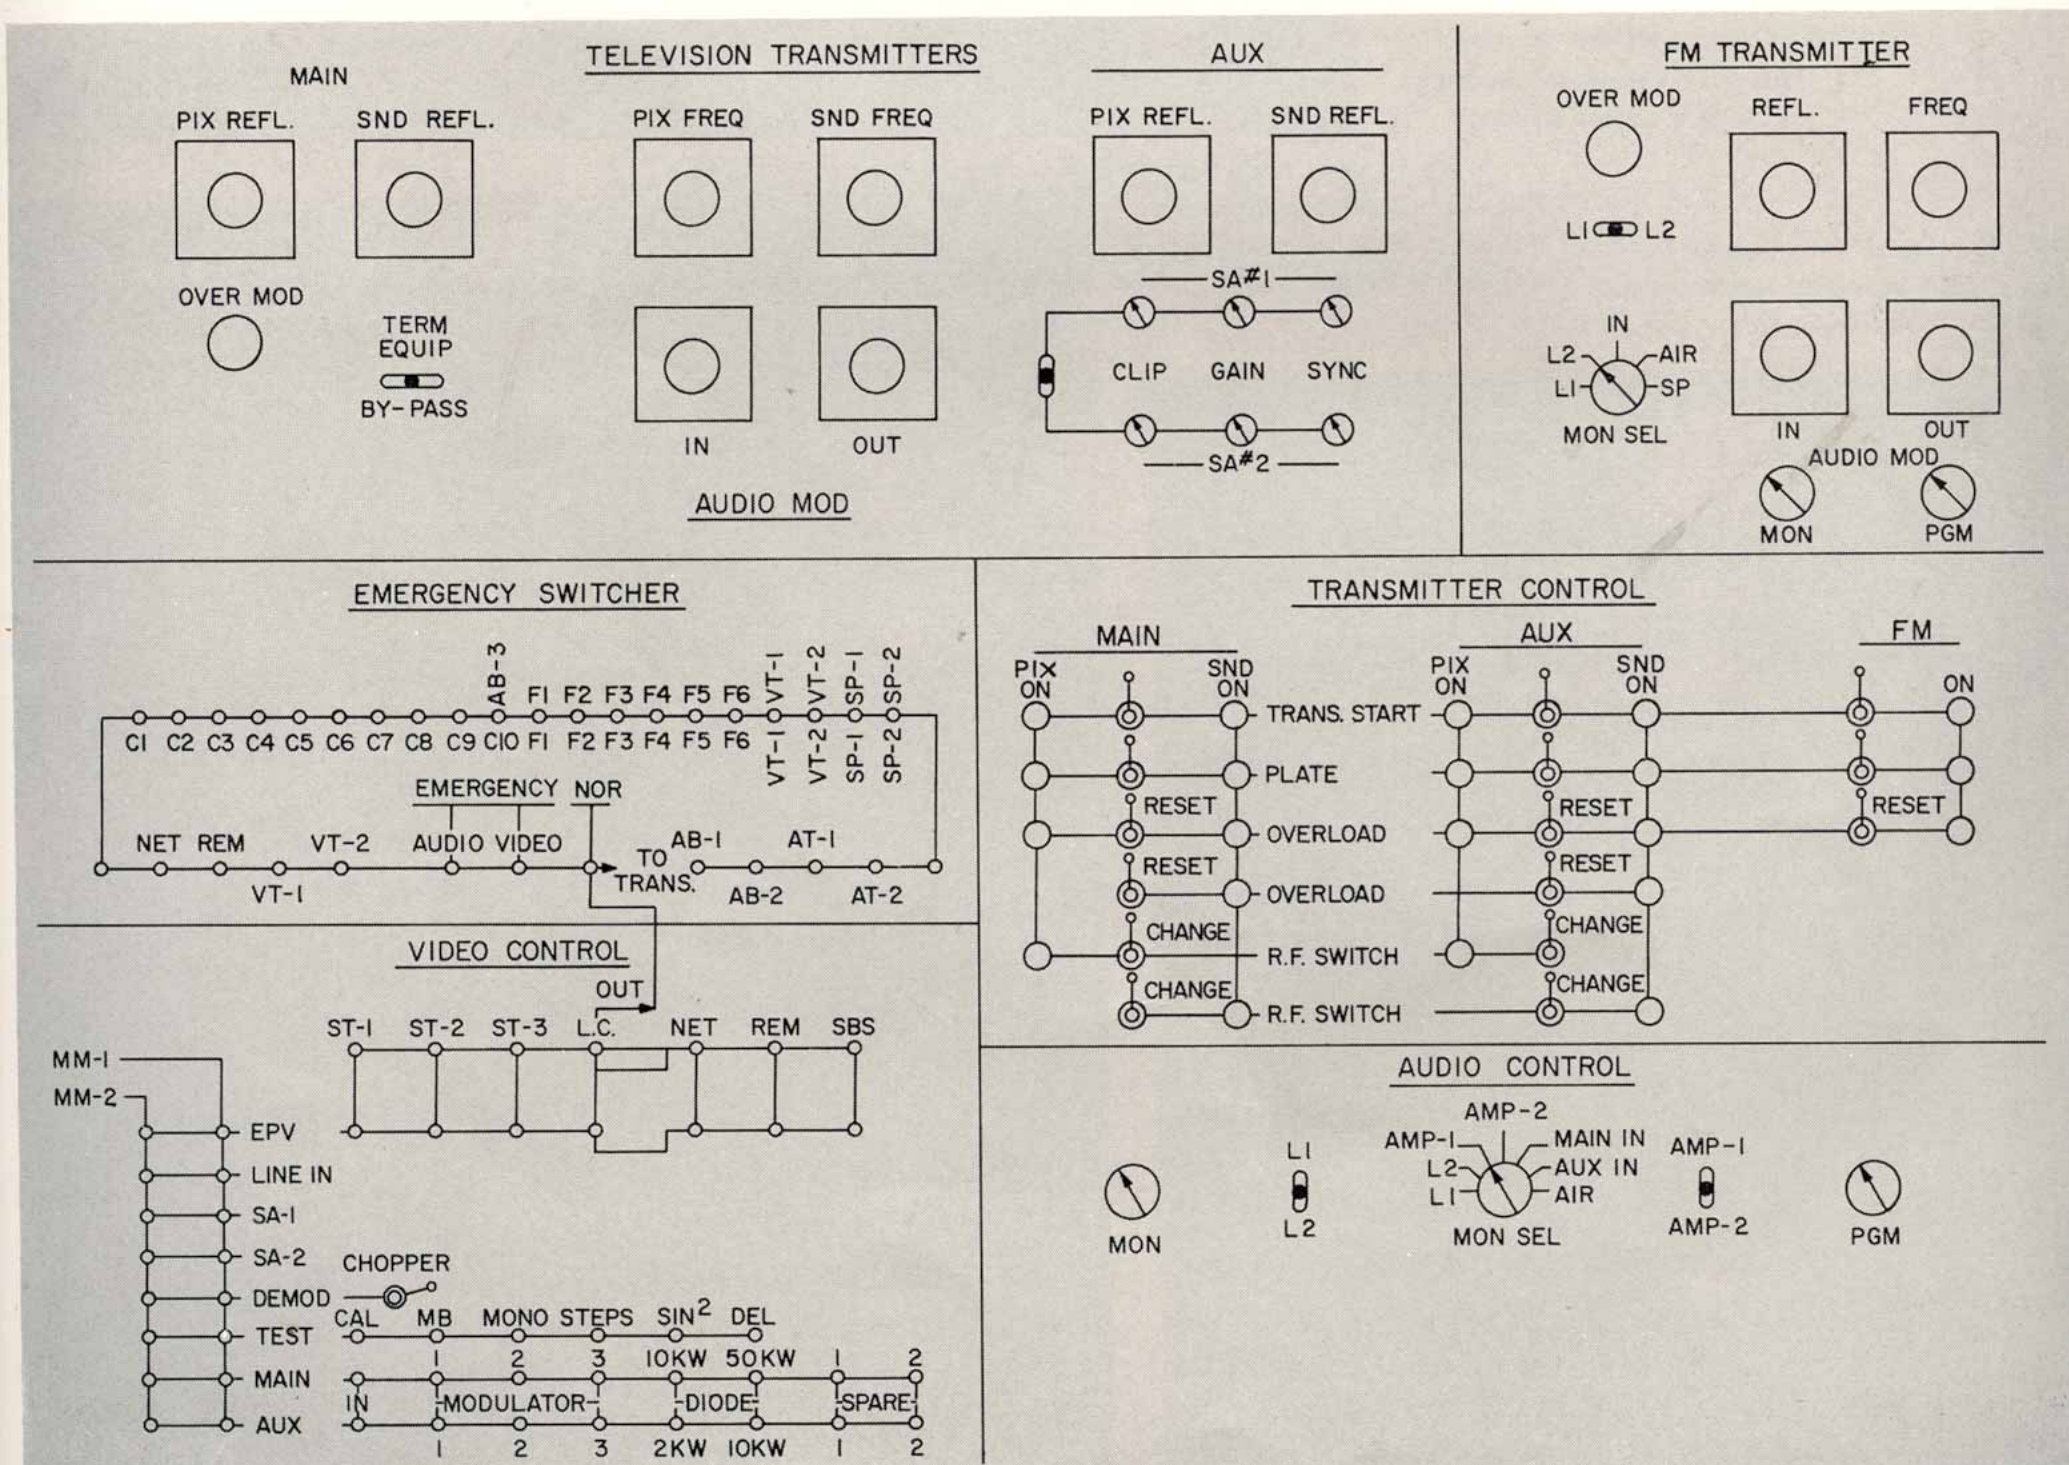 TELEVISION TRANSMITTERS
MAIN
AUX
PIX REFL. SND REFL.
PIX FREQ SND FREQ
PIX REFL. SND REFL.
OVER MOD
TERM
EQUIP
BY-PASS
IN OUT
AUDIO MOD
SA#1
CLIP GAIN SYNC
SA#2
FM TRANSMITTER
OVER MOD REFL. FREQ
L1 L2
IN
L2 AIR
L1 SP
MON SEL
IN OUT
AUDIO MOD
MON PGM
EMERGENCY SWITCHER
AB-3 F1 F2 F3 F4 F5 F6 VT-1 VT-2 SP-1 SP-2
C1 C2 C3 C4 C5 C6 C7 C8 C9 C10 F1 F2 F3 F4 F5 F6 VT-1 VT-2 SP-1 SP-2
EMERGENCY NOR
NET REM VT-2 AUDIO VIDEO AB-1 AT-1
TO
TRANS.
VT-1 AB-2 AT-2
TRANSMITTER CONTROL
MAIN AUX FM
PIX SND PIX SND
ON ON ON ON ON
TRANS. START
PLATE
RESET RESET RESET
OVERLOAD
RESET RESET
OVERLOAD
CHANGE CHANGE
R.F. SWITCH
CHANGE CHANGE
R.F. SWITCH
VIDEO CONTROL
OUT
ST-1 ST-2 ST-3 L.C. NET REM SBS
MM-1
MM-2
EPV
LINE IN
SA-1
SA-2
CHOPPER
DEMOD
CAL MB MONO STEPS SIN² DEL
TEST
1 2 3 10KW 50KW 1 2
MAIN
IN MODULATOR DIODE SPARE
AUX
1 2 3 2KW 10KW 1 2
AUDIO CONTROL
AMP-2
AMP-1 MAIN IN
L2 AUX IN
L1 AIR
MON SEL
L1
L2
AMP-1
AMP-2
MON
PGM